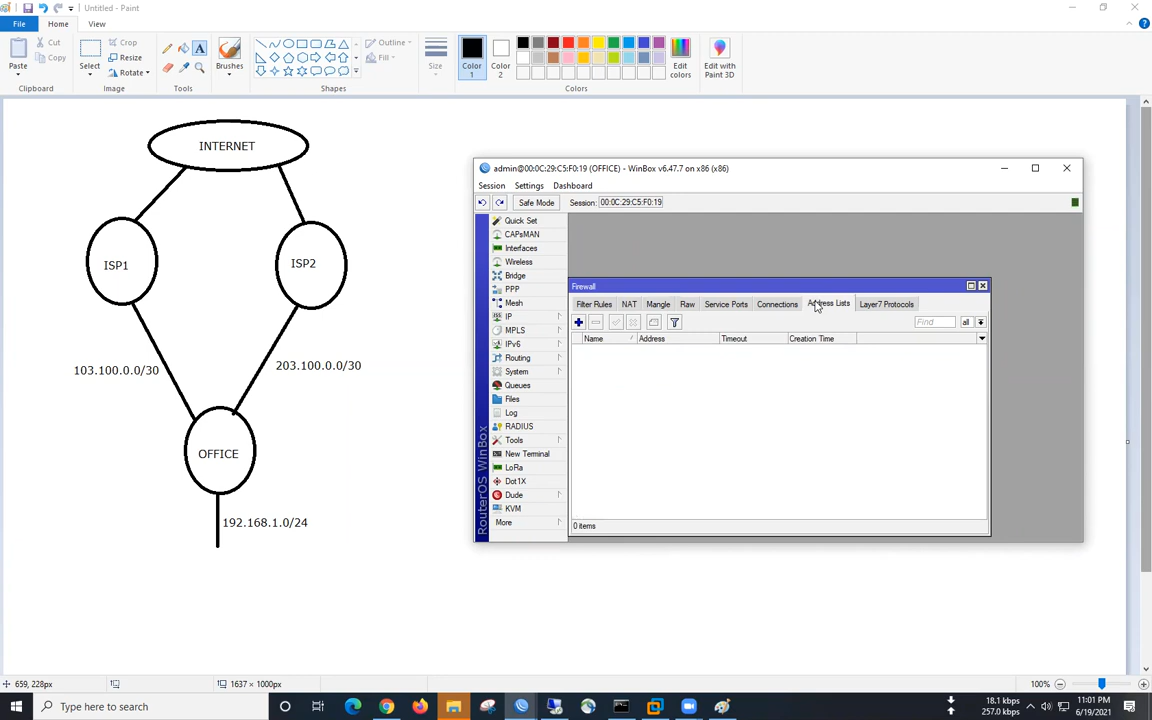 Untitled - Paint
File
Home
View
Paste
Cut
Copy
Clipboard
Select
Crop
Resize
Rotate
Image
A
Tools
Brushes
Outline
Fill
Shapes
Size
Color 1
Color 2
Colors
Edit colors
Edit with Paint 3D
INTERNET
ISP1
ISP2
103.100.0.0/30
203.100.0.0/30
OFFICE
192.168.1.0/24
admin@00:0C:29:C5:F0:19 (OFFICE) - WinBox v6.47.7 on x86 (x86)
Session
Settings
Dashboard
Safe Mode
Session: 00:0C:29:C5:F0:19
RouterOS WinBox
Quick Set
CAPsMAN
Interfaces
Wireless
Bridge
PPP
Mesh
IP
MPLS
IPv6
Routing
System
Queues
Files
Log
RADIUS
Tools
New Terminal
LoRa
Dot1X
Dude
KVM
More
Firewall
Filter Rules
NAT
Mangle
Raw
Service Ports
Connections
Address Lists
Layer7 Protocols
Find
all
Name
Address
Timeout
Creation Time
0 items
659, 228px
1637 × 1000px
100%
Type here to search
18.1 kbps
257.0 kbps
11:01 PM
6/19/2021